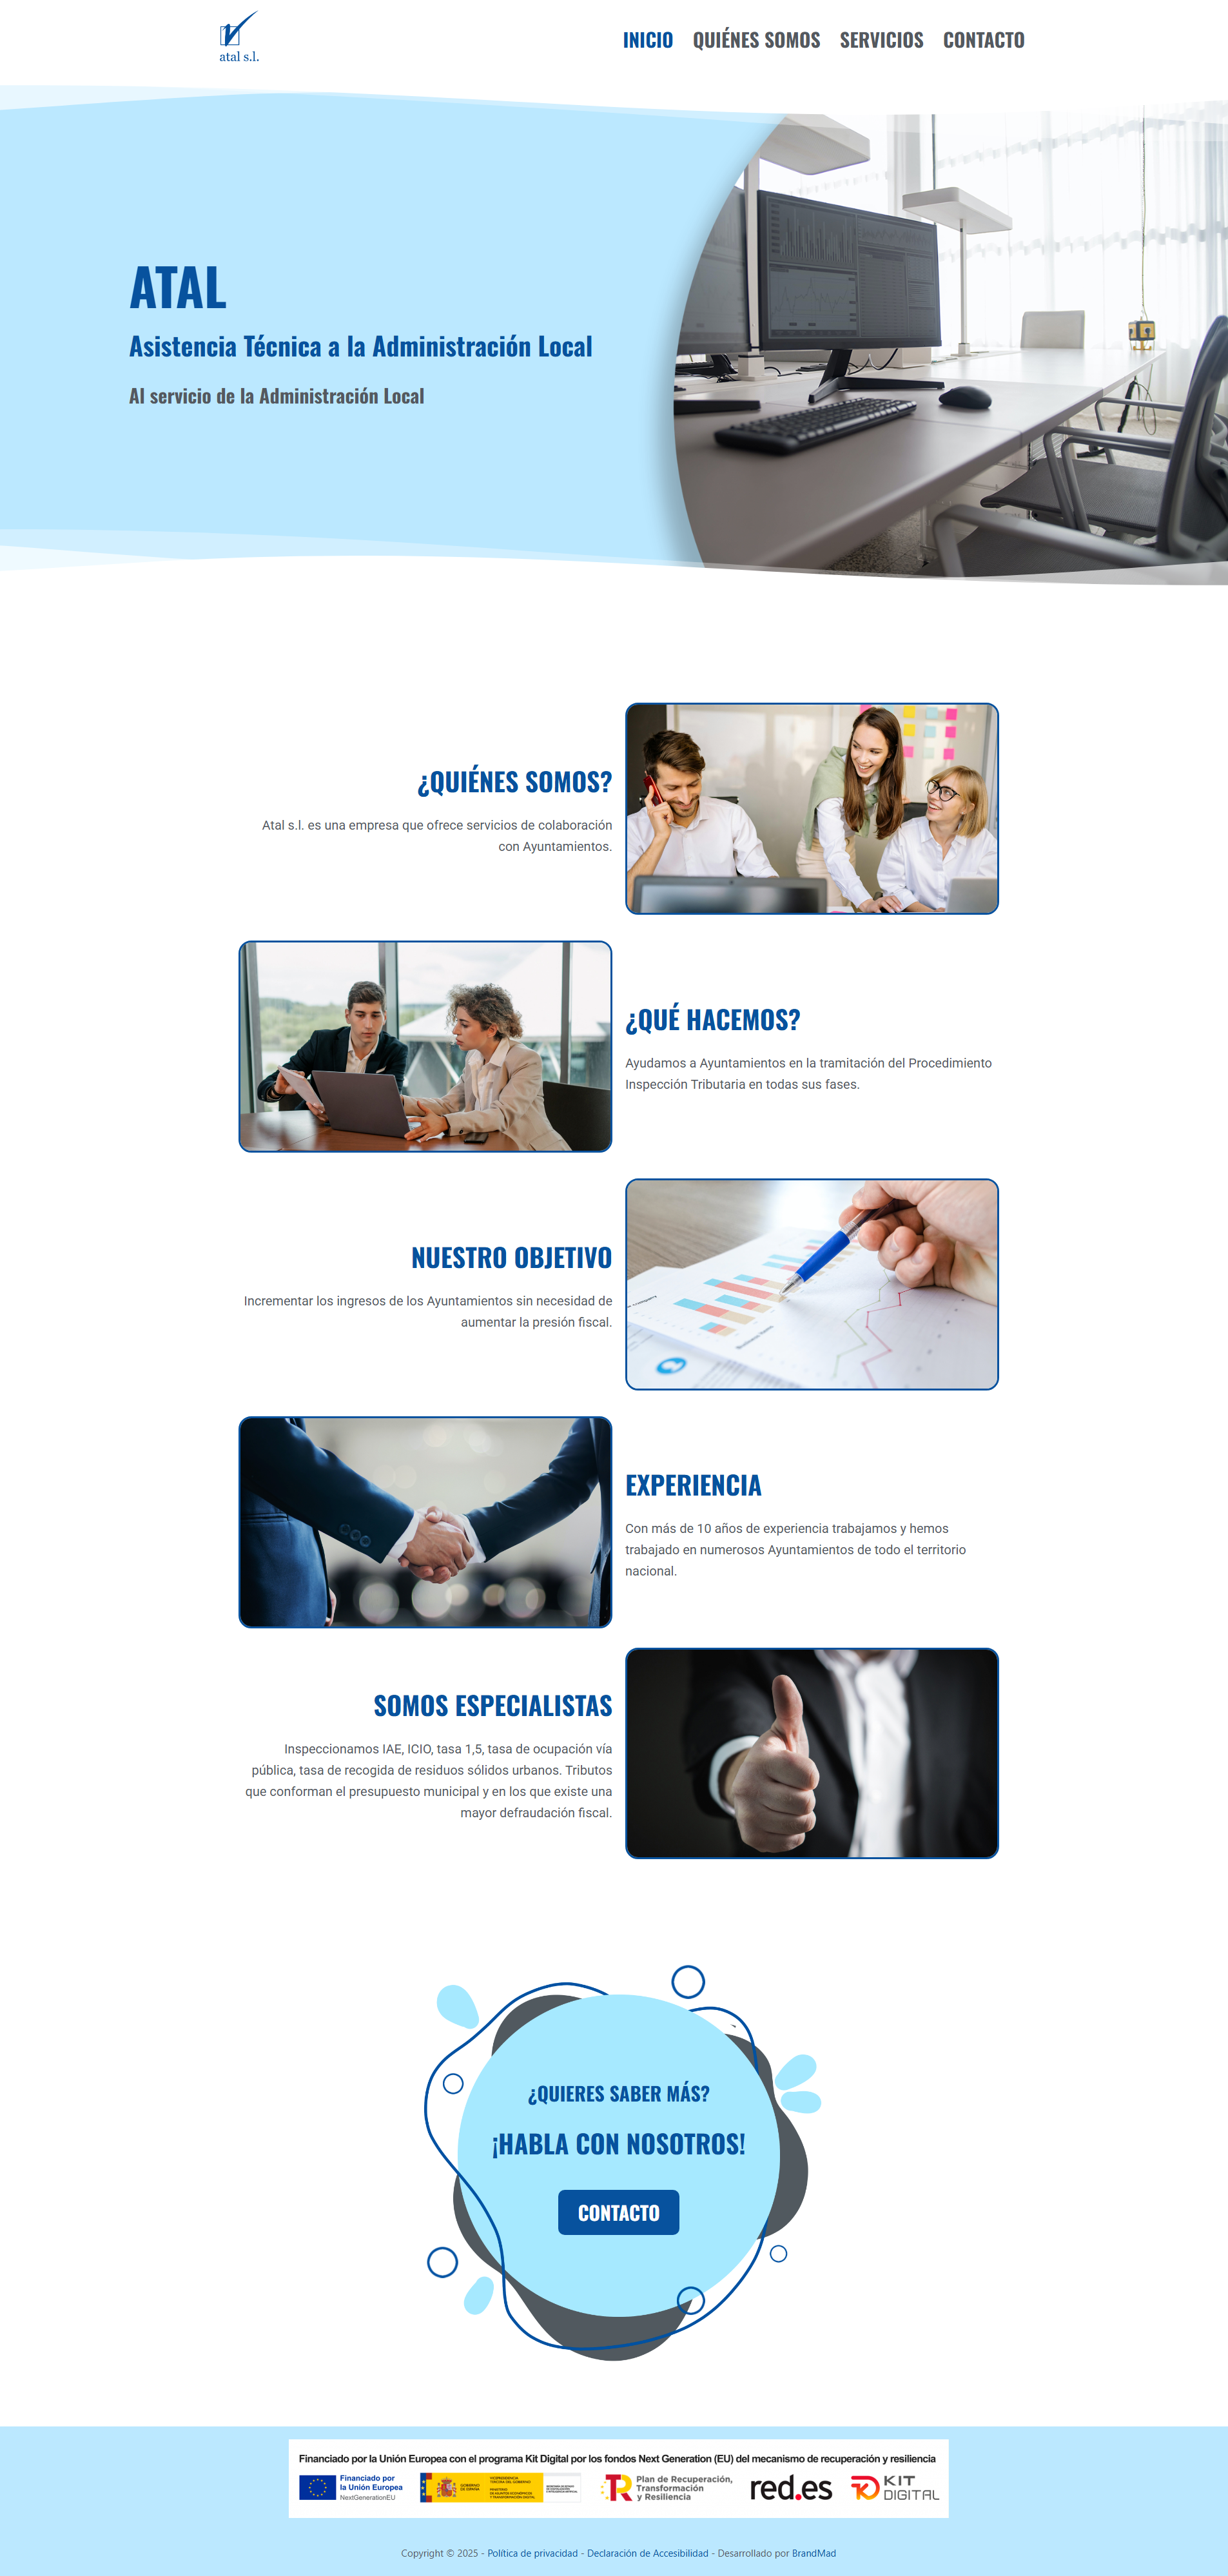 atal s.l.
INICIO QUIÉNES SOMOS SERVICIOS CONTACTO
ATAL
Asistencia Técnica a la Administración Local
Al servicio de la Administración Local
¿QUIÉNES SOMOS?
Atal s.l. es una empresa que ofrece servicios de colaboración
con Ayuntamientos.
¿QUÉ HACEMOS?
Ayudamos a Ayuntamientos en la tramitación del Procedimiento
Inspección Tributaria en todas sus fases.
NUESTRO OBJETIVO
Incrementar los ingresos de los Ayuntamientos sin necesidad de
aumentar la presión fiscal.
EXPERIENCIA
Con más de 10 años de experiencia trabajamos y hemos
trabajado en numerosos Ayuntamientos de todo el territorio
nacional.
SOMOS ESPECIALISTAS
Inspeccionamos IAE, ICIO, tasa 1,5, tasa de ocupación vía
pública, tasa de recogida de residuos sólidos urbanos. Tributos
que conforman el presupuesto municipal y en los que existe una
mayor defraudación fiscal.
¿QUIERES SABER MÁS?
¡HABLA CON NOSOTROS!
CONTACTO
Financiado por la Unión Europea con el programa Kit Digital por los fondos Next Generation (EU) del mecanismo de recuperación y resiliencia
Financiado por
la Unión Europea
NextGenerationEU
GOBIERNO
DE ESPAÑA
Plan de Recuperación,
Transformación
y Resiliencia
red.es
KIT
DIGITAL
Copyright © 2025 - Política de privacidad - Declaración de Accesibilidad - Desarrollado por BrandMad